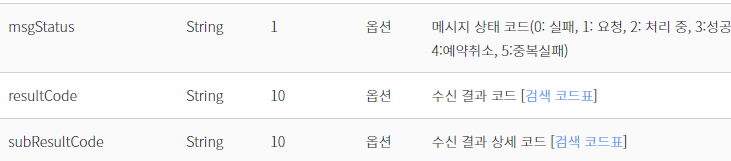 msgStatus String 1 옵션 메시지 상태 코드(0: 실패, 1: 요청, 2: 처리 중, 3:성공
4:예약취소, 5:중복실패)
resultCode String 10 옵션 수신 결과 코드 [검색 코드표]
subResultCode String 10 옵션 수신 결과 상세 코드 [검색 코드표]